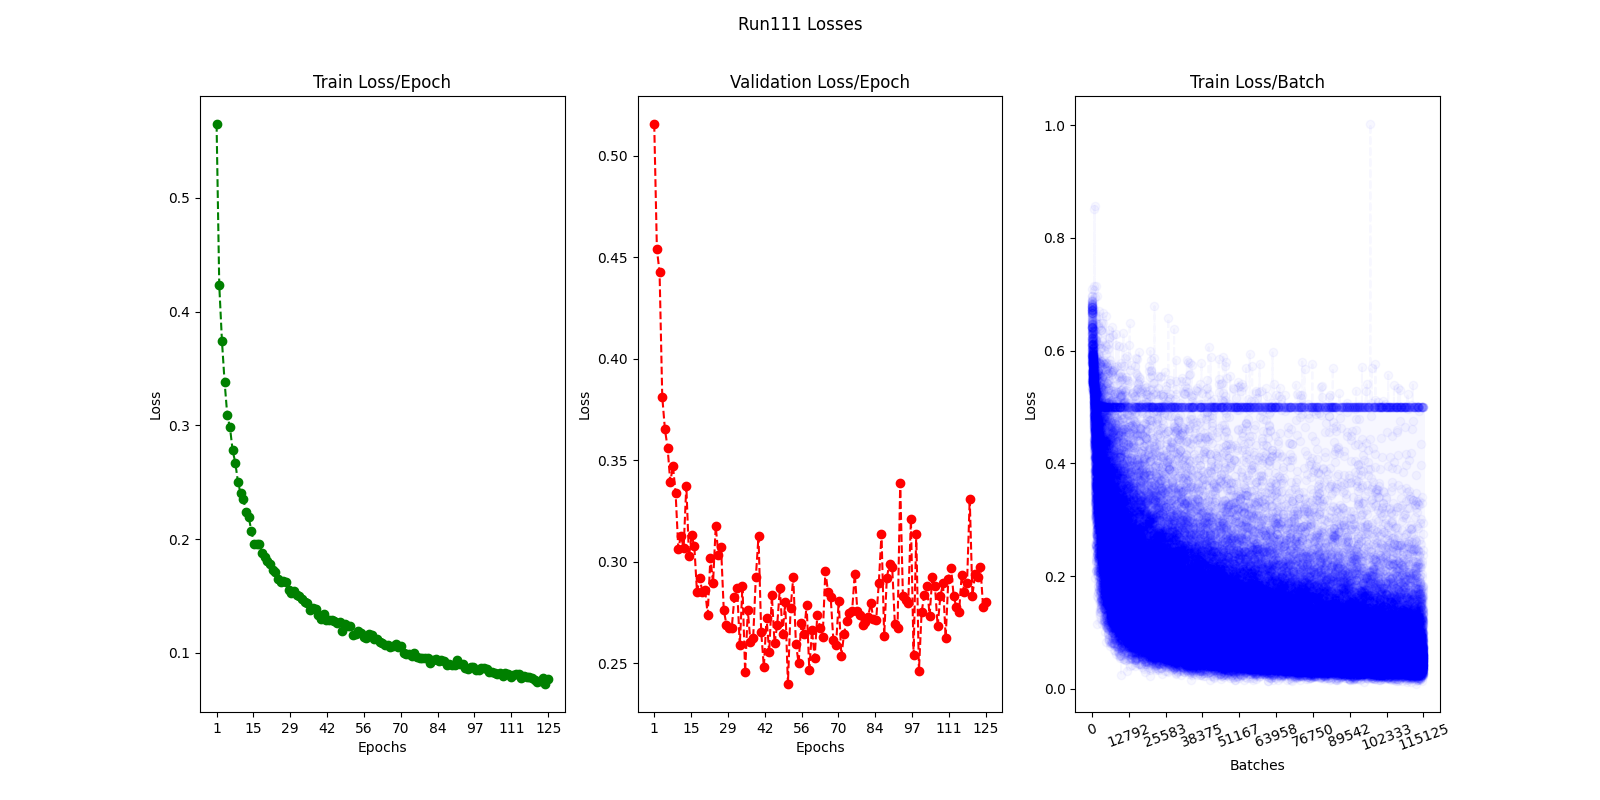 Run111 Losses
Train Loss/Epoch
Loss
0.5
0.4
0.3
0.2
0.1
1 15 29 42 56 70 84 97 111 125
Epochs
Validation Loss/Epoch
Loss
0.50
0.45
0.40
0.35
0.30
0.25
1 15 29 42 56 70 84 97 111 125
Epochs
Train Loss/Batch
Loss
1.0
0.8
0.6
0.4
0.2
0.0
0 12792 25583 38375 51167 63958 76750 89542 102333 115125
Batches